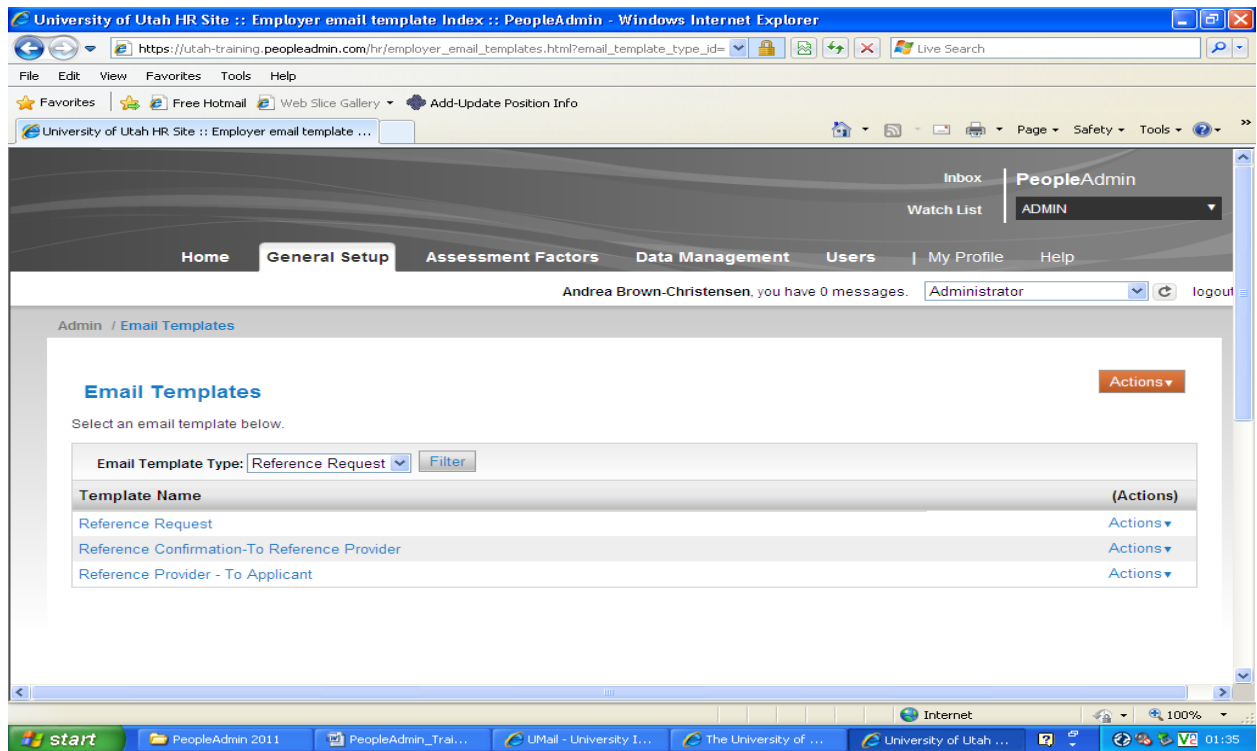 University of Utah HR Site :: Employer email template Index :: PeopleAdmin - Windows Internet Explorer
https://utah-training.peopleadmin.com/hr/employer_email_templates.html?email_template_type_id=
Live Search
File Edit View Favorites Tools Help
Favorites Free Hotmail Web Slice Gallery Add-Update Position Info
University of Utah HR Site :: Employer email template ... Page Safety Tools »
Inbox PeopleAdmin
Watch List ADMIN
Home General Setup Assessment Factors Data Management Users | My Profile Help
Andrea Brown-Christensen, you have 0 messages. Administrator logout
Admin / Email Templates
Email Templates Actions
Select an email template below.
Email Template Type: Reference Request Filter
Template Name (Actions)
Reference Request Actions
Reference Confirmation-To Reference Provider Actions
Reference Provider - To Applicant Actions
Internet 100%
start PeopleAdmin 2011 PeopleAdmin_Trai... UMail - University I... The University of ... University of Utah ... 01:35